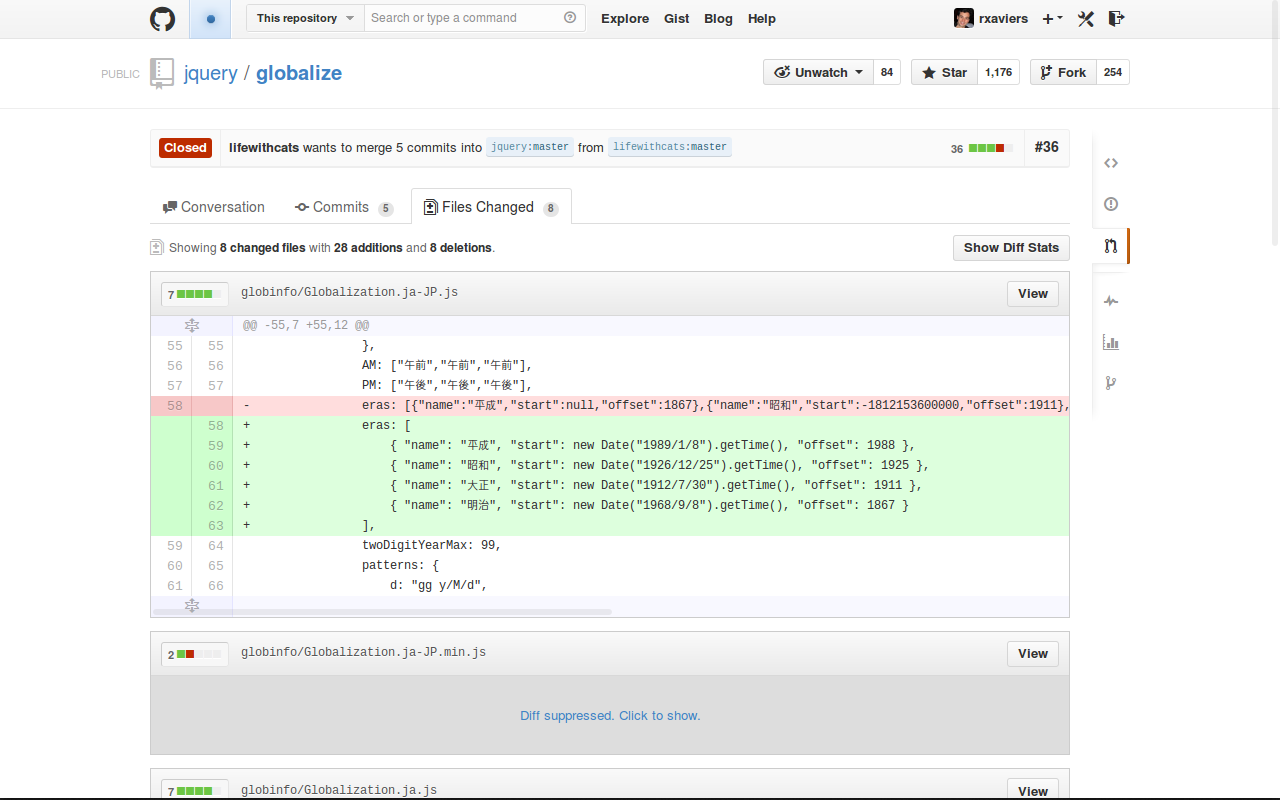 This repository Search or type a command Explore Gist Blog Help rxaviers
PUBLIC jquery / globalize Unwatch 84 Star 1,176 Fork 254
Closed lifewithcats wants to merge 5 commits into jquery:master from lifewithcats:master 36 #36
Conversation Commits 5 Files Changed 8
Showing 8 changed files with 28 additions and 8 deletions. Show Diff Stats
7 globinfo/Globalization.ja-JP.js View
@@ -55,7 +55,12 @@
55 55 },
56 56 AM: ["午前","午前","午前"],
57 57 PM: ["午後","午後","午後"],
58 - eras: [{"name":"平成","start":null,"offset":1867},{"name":"昭和","start":-1812153600000,"offset":1911},
58 + eras: [
59 + { "name": "平成", "start": new Date("1989/1/8").getTime(), "offset": 1988 },
60 + { "name": "昭和", "start": new Date("1926/12/25").getTime(), "offset": 1925 },
61 + { "name": "大正", "start": new Date("1912/7/30").getTime(), "offset": 1911 },
62 + { "name": "明治", "start": new Date("1968/9/8").getTime(), "offset": 1867 }
63 + ],
59 64 twoDigitYearMax: 99,
60 65 patterns: {
61 66 d: "gg y/M/d",
2 globinfo/Globalization.ja-JP.min.js View
Diff suppressed. Click to show.
7 globinfo/Globalization.ja.js View